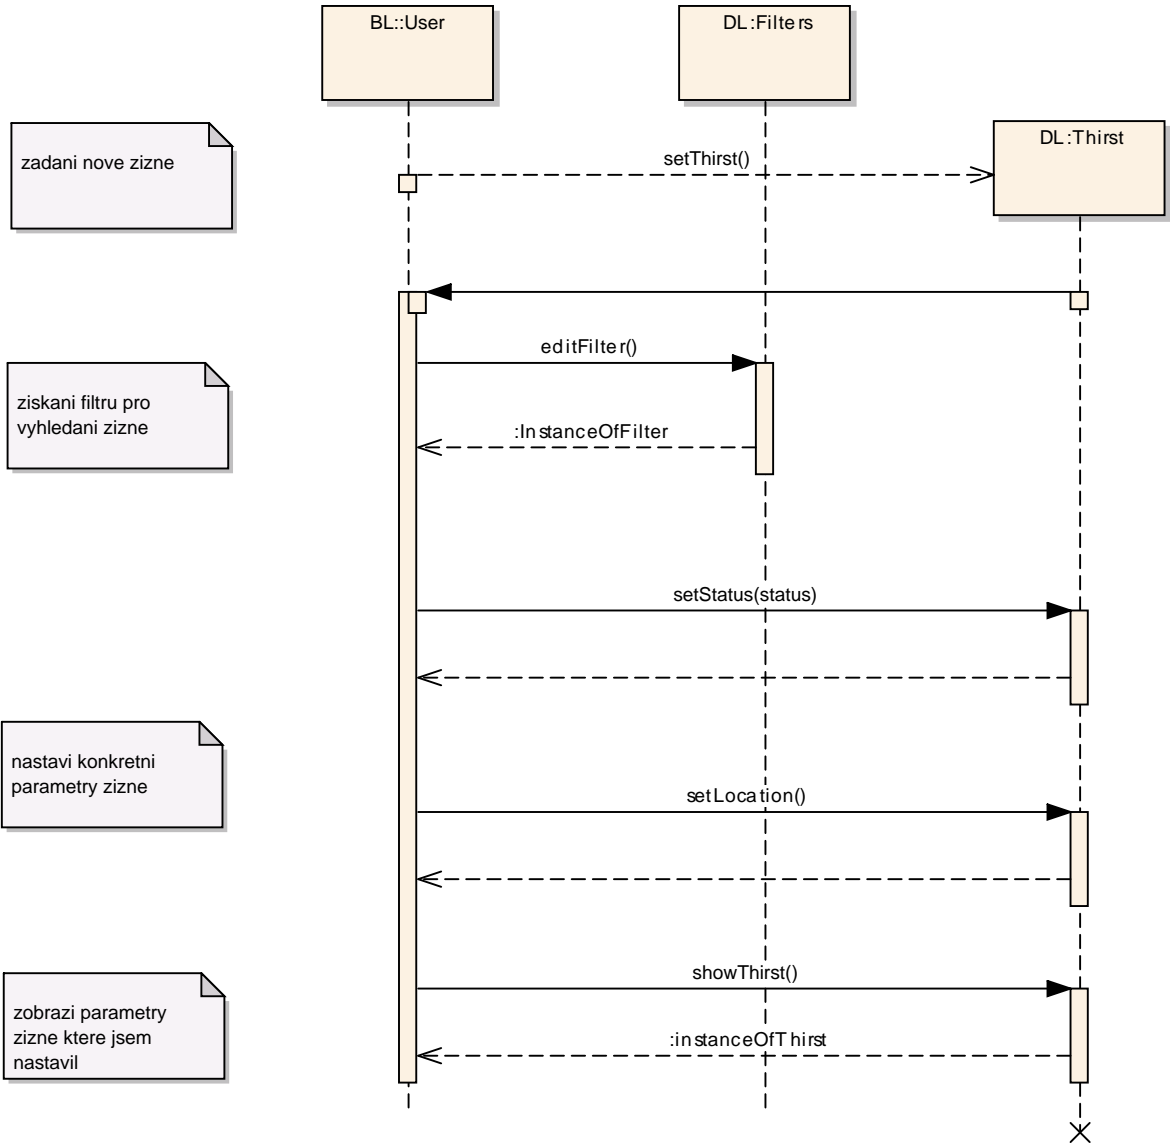 BL::User
DL:Filters
DL:Thirst
zadani nove zizne
setThirst()
editFilter()
ziskani filtru pro
vyhledani zizne
:InstanceOfFilter
setStatus(status)
nastavi konkretni
parametry zizne
setLocation()
showThirst()
zobrazi parametry
zizne ktere jsem
nastavil
:instanceOfThirst